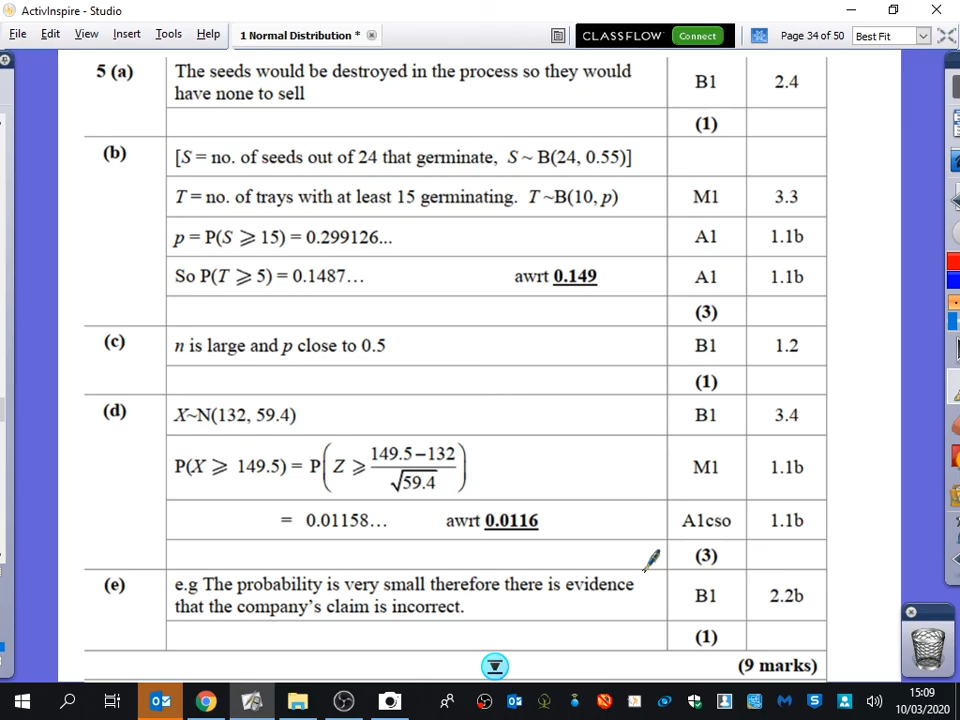 ActivInspire - Studio
File Edit View Insert Tools Help 1 Normal Distribution * CLASSFLOW Connect Page 34 of 50 Best Fit
5 (a) The seeds would be destroyed in the process so they would have none to sell B1 2.4
(1)
(b) [S = no. of seeds out of 24 that germinate, S ~ B(24, 0.55)]
T = no. of trays with at least 15 germinating. T ~B(10, p) M1 3.3
p = P(S ⩾ 15) = 0.299126... A1 1.1b
So P(T ⩾ 5) = 0.1487… awrt 0.149 A1 1.1b
(3)
(c) n is large and p close to 0.5 B1 1.2
(1)
(d) X~N(132, 59.4) B1 3.4
P(X ⩾ 149.5) = P(Z ⩾ (149.5−132)/√59.4) M1 1.1b
= 0.01158… awrt 0.0116 A1cso 1.1b
(3)
(e) e.g The probability is very small therefore there is evidence that the company's claim is incorrect. B1 2.2b
(1)
(9 marks)
15:09
10/03/2020